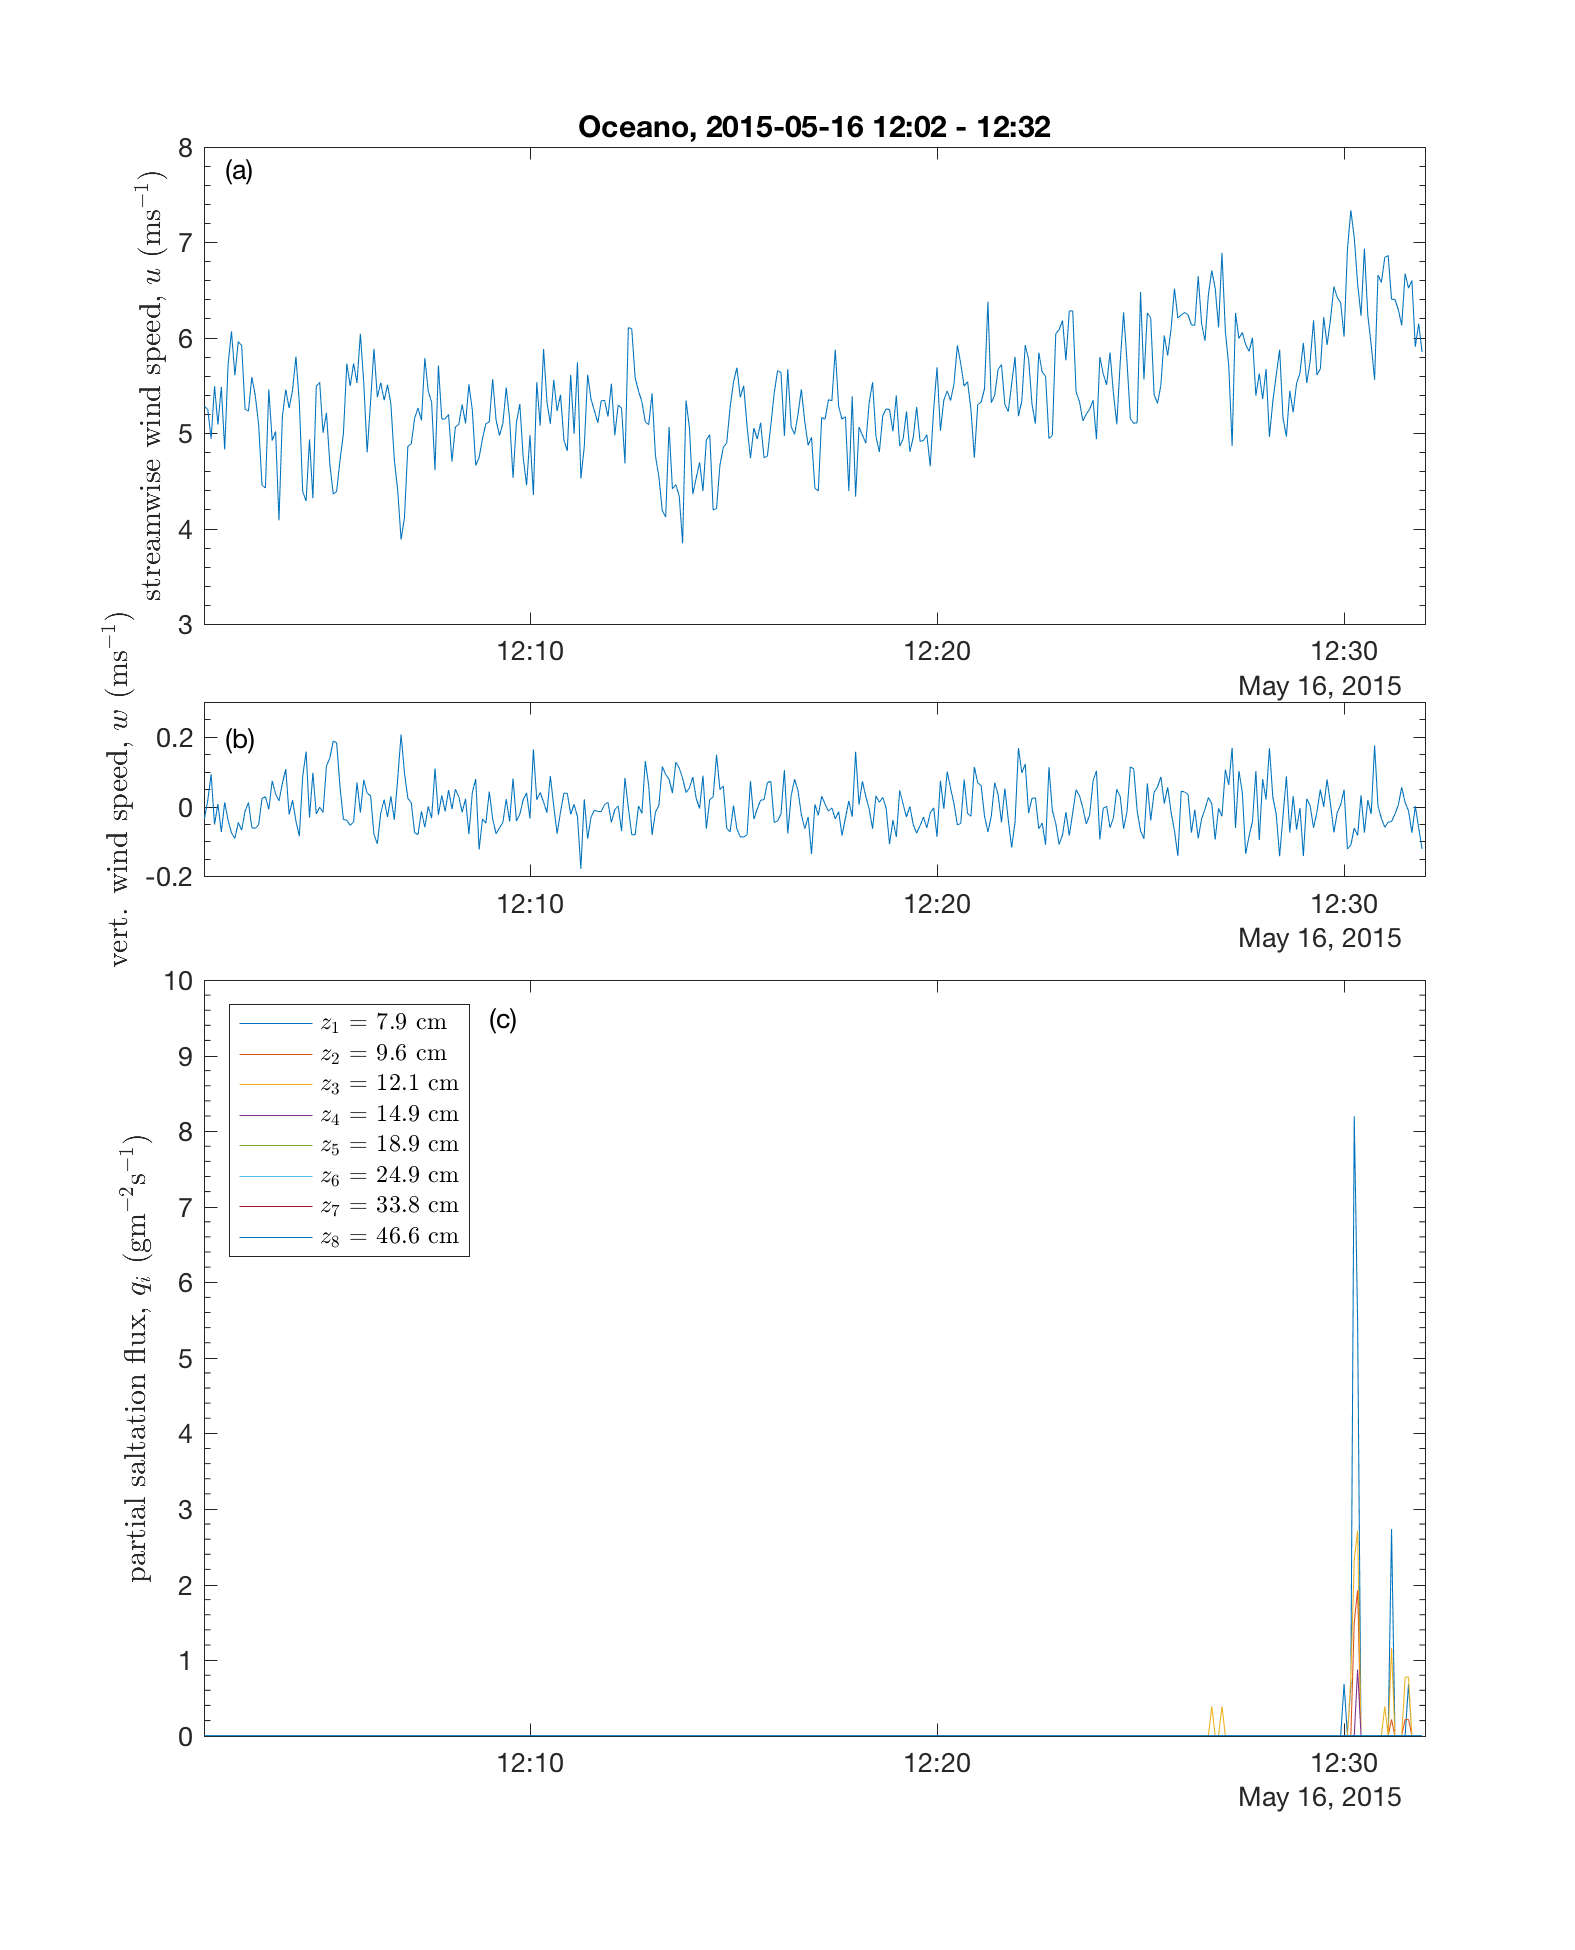 Oceano, 2015-05-16 12:02 - 12:32
(a)
streamwise wind speed, u (ms⁻¹)
8
7
6
5
4
3
12:10 12:20 12:30
May 16, 2015
(b)
vert. wind speed, w (ms⁻¹)
0.2
0
-0.2
12:10 12:20 12:30
May 16, 2015
(c)
partial saltation flux, qᵢ (gm⁻²s⁻¹)
10
9
8
7
6
5
4
3
2
1
0
z₁ = 7.9 cm
z₂ = 9.6 cm
z₃ = 12.1 cm
z₄ = 14.9 cm
z₅ = 18.9 cm
z₆ = 24.9 cm
z₇ = 33.8 cm
z₈ = 46.6 cm
12:10 12:20 12:30
May 16, 2015